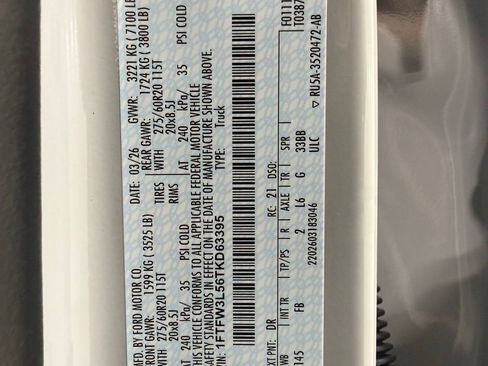 MFD. BY FORD MOTOR CO.
DATE: 03/26 GVWR: 3221 KG ( 7100 LB
FRONT GAWR: REAR GAWR:
1599 KG ( 3525 LB) 1724 KG ( 3800 LB)
WITH TIRES WITH
275/60R20 115T 275/60R20 115T
20x8.5J RIMS 20x8.5J
AT 240 kPa/ 35 PSI COLD AT 240 kPa/ 35 PSI COLD
THIS VEHICLE CONFORMS TO ALL APPLICABLE FEDERAL MOTOR VEHICLE
SAFETY STANDARDS IN EFFECT ON THE DATE OF MANUFACTURE SHOWN ABOVE.
VIN: 1FTFW3L56TKD63395 TYPE: Truck
EXT PNT: DR RC: 21 DSO:
WB INT TR TP/PS R AXLE TR SPR
145 FB 2 L6 G 33BB
2202603183046 ULC
▽ RU5A-3520472-AB